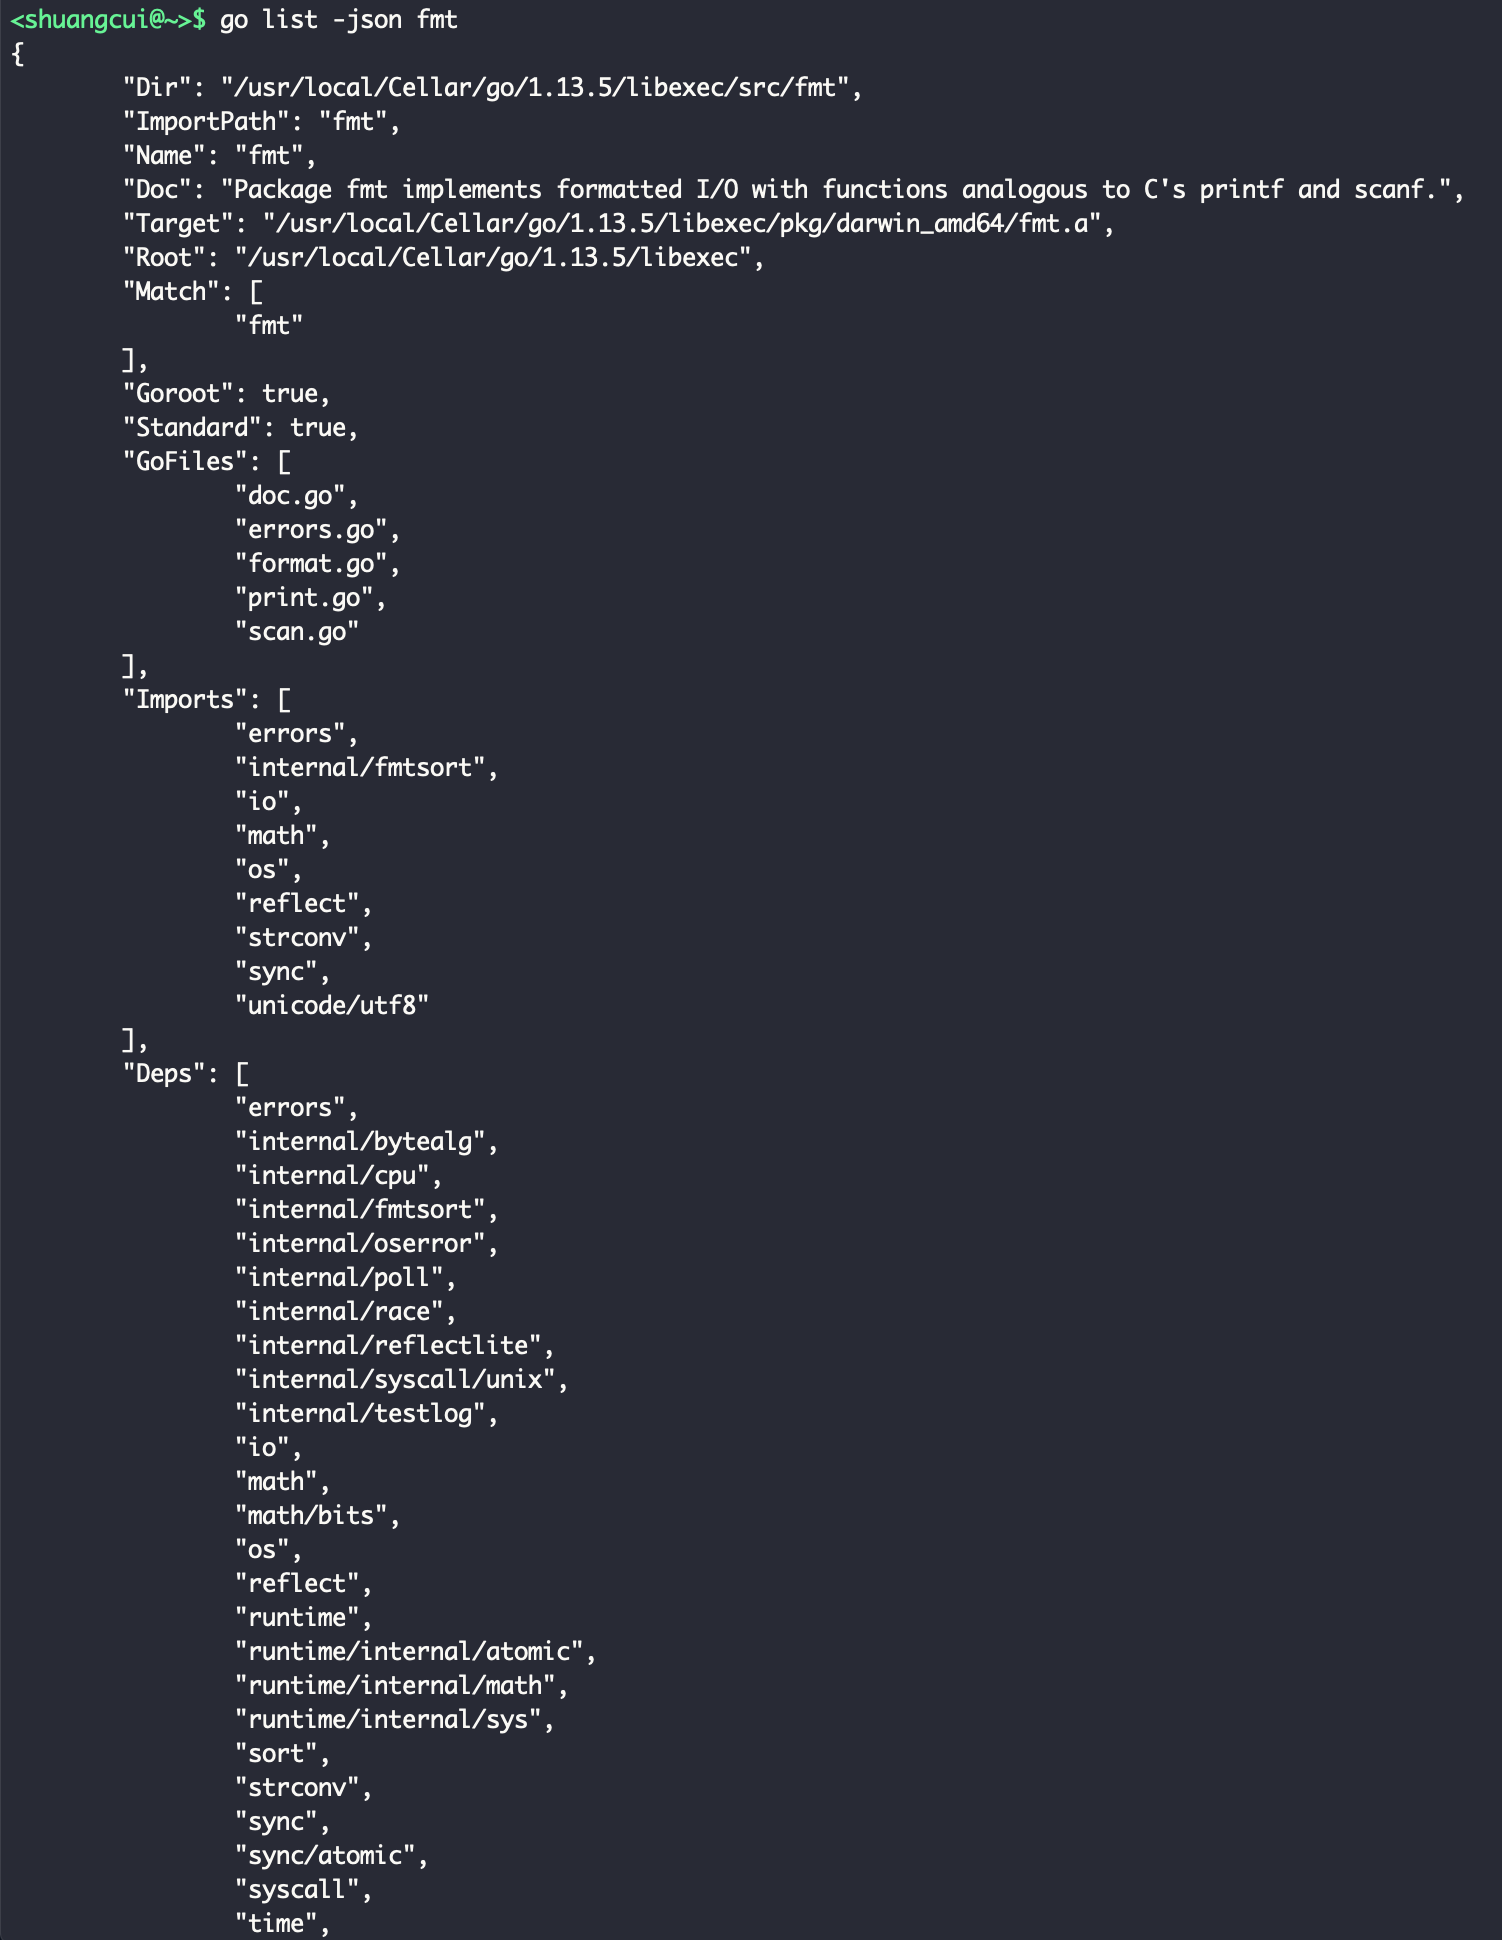 <shuangcui@~>$ go list -json fmt
{
        "Dir": "/usr/local/Cellar/go/1.13.5/libexec/src/fmt",
        "ImportPath": "fmt",
        "Name": "fmt",
        "Doc": "Package fmt implements formatted I/O with functions analogous to C's printf and scanf.",
        "Target": "/usr/local/Cellar/go/1.13.5/libexec/pkg/darwin_amd64/fmt.a",
        "Root": "/usr/local/Cellar/go/1.13.5/libexec",
        "Match": [
                "fmt"
        ],
        "Goroot": true,
        "Standard": true,
        "GoFiles": [
                "doc.go",
                "errors.go",
                "format.go",
                "print.go",
                "scan.go"
        ],
        "Imports": [
                "errors",
                "internal/fmtsort",
                "io",
                "math",
                "os",
                "reflect",
                "strconv",
                "sync",
                "unicode/utf8"
        ],
        "Deps": [
                "errors",
                "internal/bytealg",
                "internal/cpu",
                "internal/fmtsort",
                "internal/oserror",
                "internal/poll",
                "internal/race",
                "internal/reflectlite",
                "internal/syscall/unix",
                "internal/testlog",
                "io",
                "math",
                "math/bits",
                "os",
                "reflect",
                "runtime",
                "runtime/internal/atomic",
                "runtime/internal/math",
                "runtime/internal/sys",
                "sort",
                "strconv",
                "sync",
                "sync/atomic",
                "syscall",
                "time",